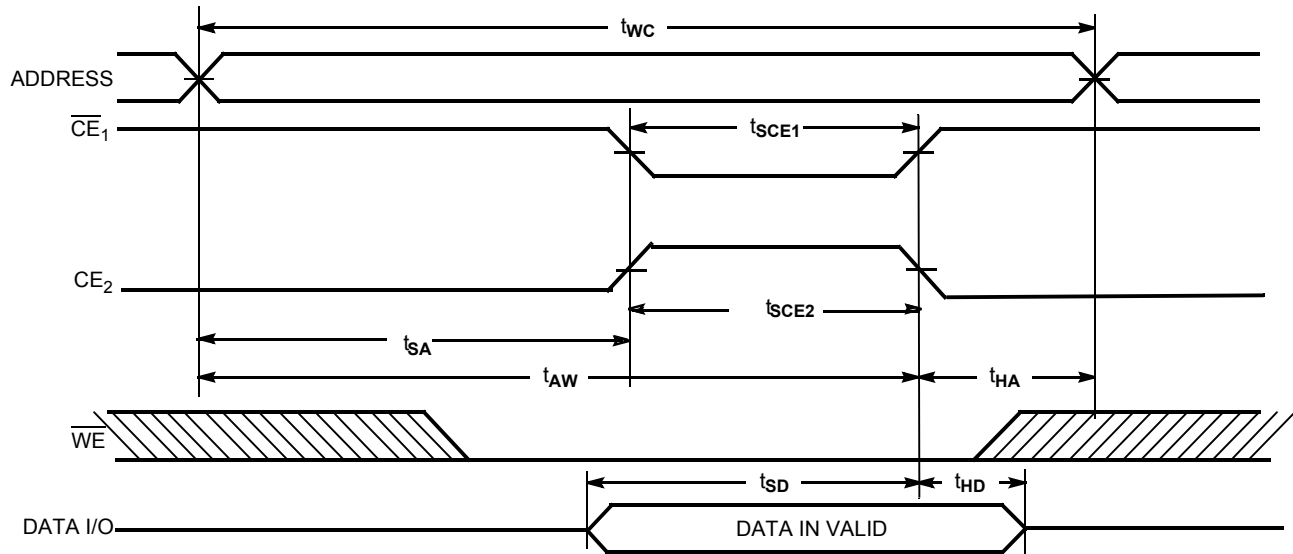 tWC
ADDRESS
CE1
tSCE1
CE2
tSCE2
tSA
tAW
tHA
WE
tSD
tHD
DATA I/O
DATA IN VALID